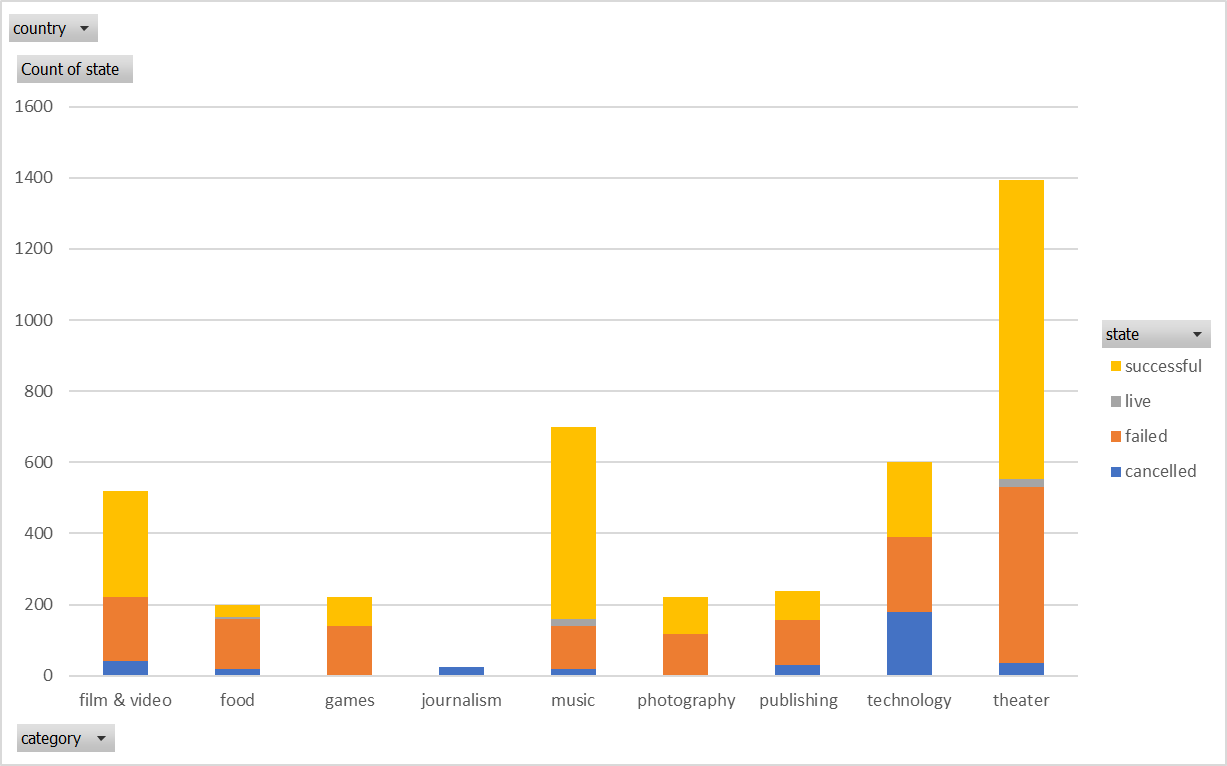 country
Count of state
1600
1400
1200
1000
800
600
400
200
0
film & video food games journalism music photography publishing technology theater
state
successful
live
failed
cancelled
category